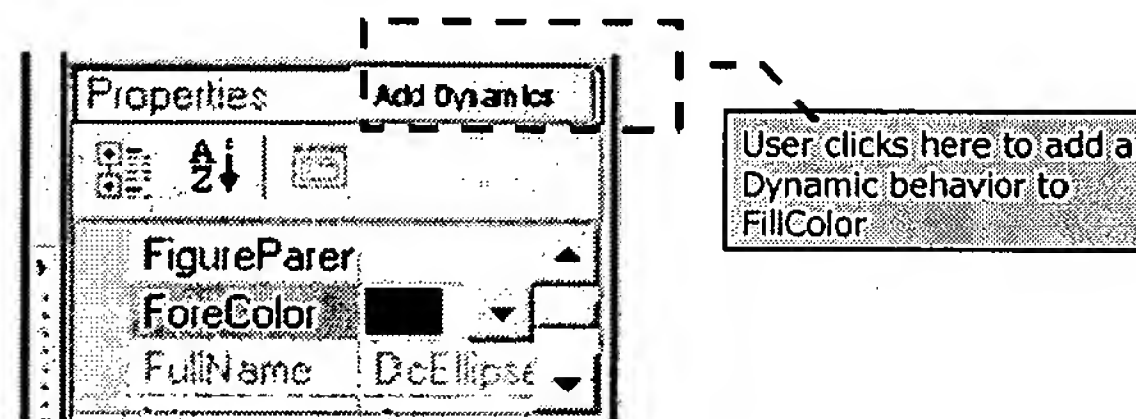 Properties Add Dynamics
User clicks here to add a
Dynamic behavior to
FillColor
A
Z
FigureParer
ForeColor
FullName DcEllipse